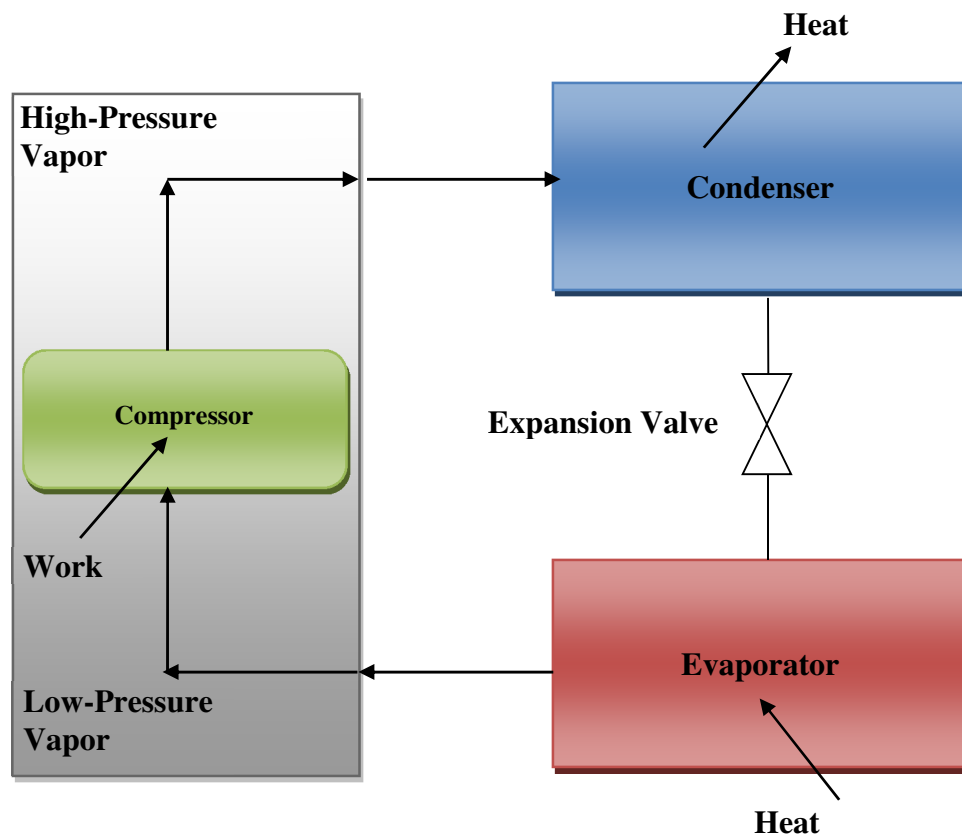 Heat
High-Pressure
Vapor
Condenser
Compressor
Expansion Valve
Work
Evaporator
Low-Pressure
Vapor
Heat